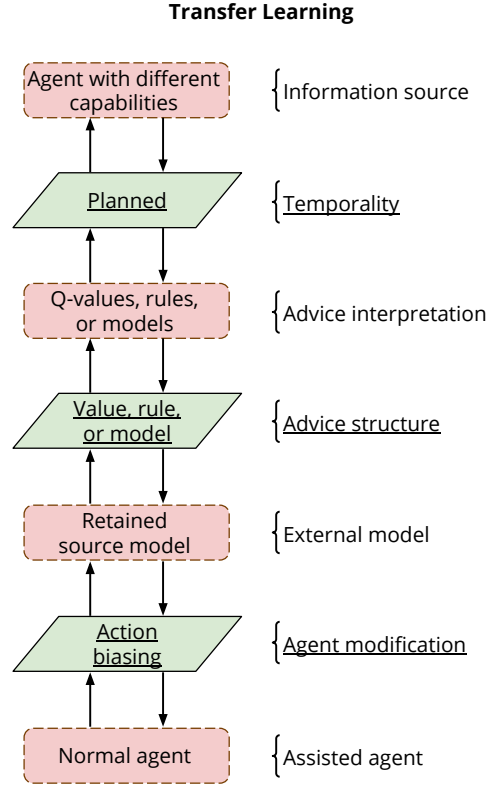 Transfer Learning
Agent with different
capabilities
Information source
Planned
Temporality
Q-values, rules,
or models
Advice interpretation
Value, rule,
or model
Advice structure
Retained
source model
External model
Action
biasing
Agent modification
Normal agent
Assisted agent